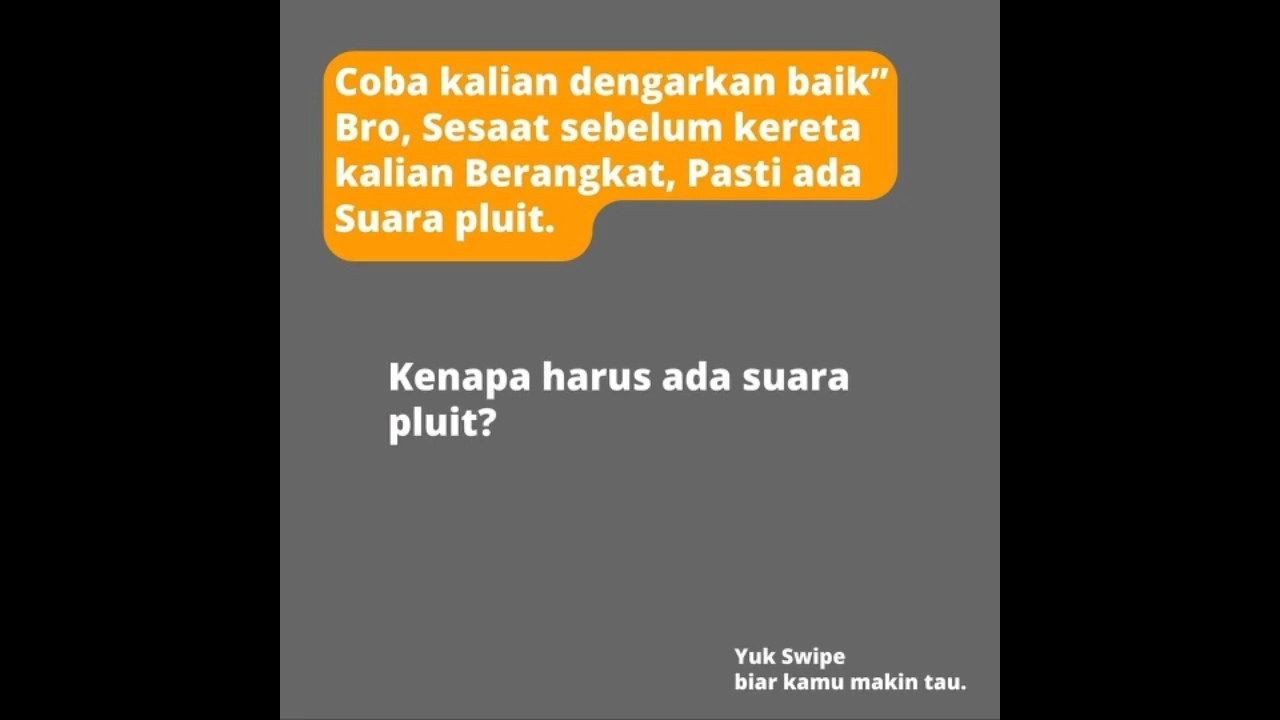 Coba kalian dengarkan baik”
Bro, Sesaat sebelum kereta
kalian Berangkat, Pasti ada
Suara pluit.
Kenapa harus ada suara
pluit?
Yuk Swipe
biar kamu makin tau.